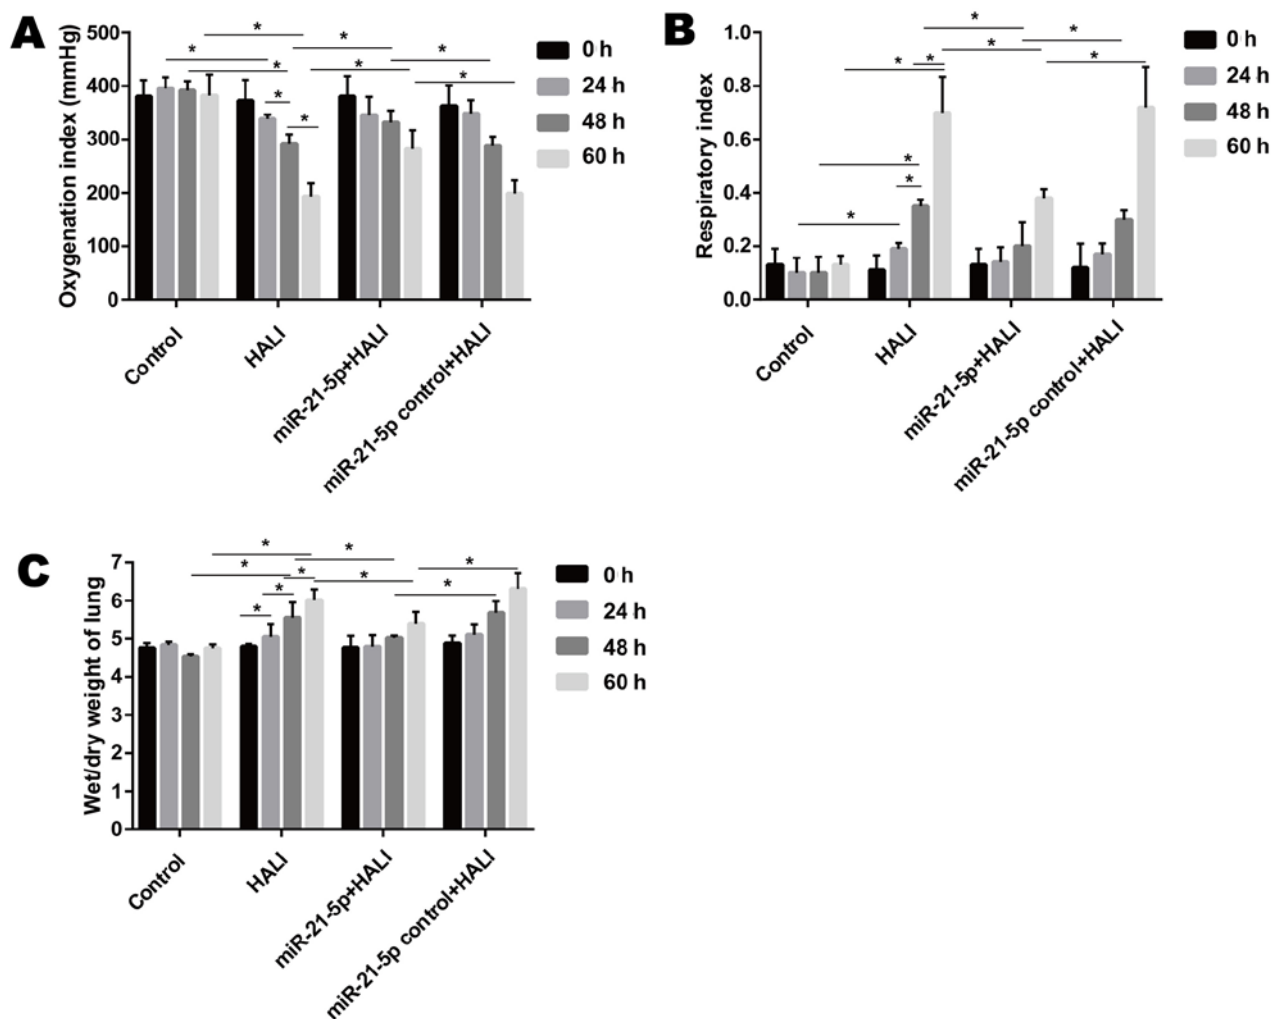 A
Oxygenation index (mmHg)
500
400
300
200
100
0
* * * * * * * * * *
0 h
24 h
48 h
60 h
Control
HALI
miR-21-5p+HALI
miR-21-5p control+HALI
B
Respiratory index
1.0
0.8
0.6
0.4
0.2
0.0
* * * * * * * * *
0 h
24 h
48 h
60 h
Control
HALI
miR-21-5p+HALI
miR-21-5p control+HALI
C
Wet/dry weight of lung
7
6
5
4
3
2
1
0
* * * * * * * * *
0 h
24 h
48 h
60 h
Control
HALI
miR-21-5p+HALI
miR-21-5p control+HALI